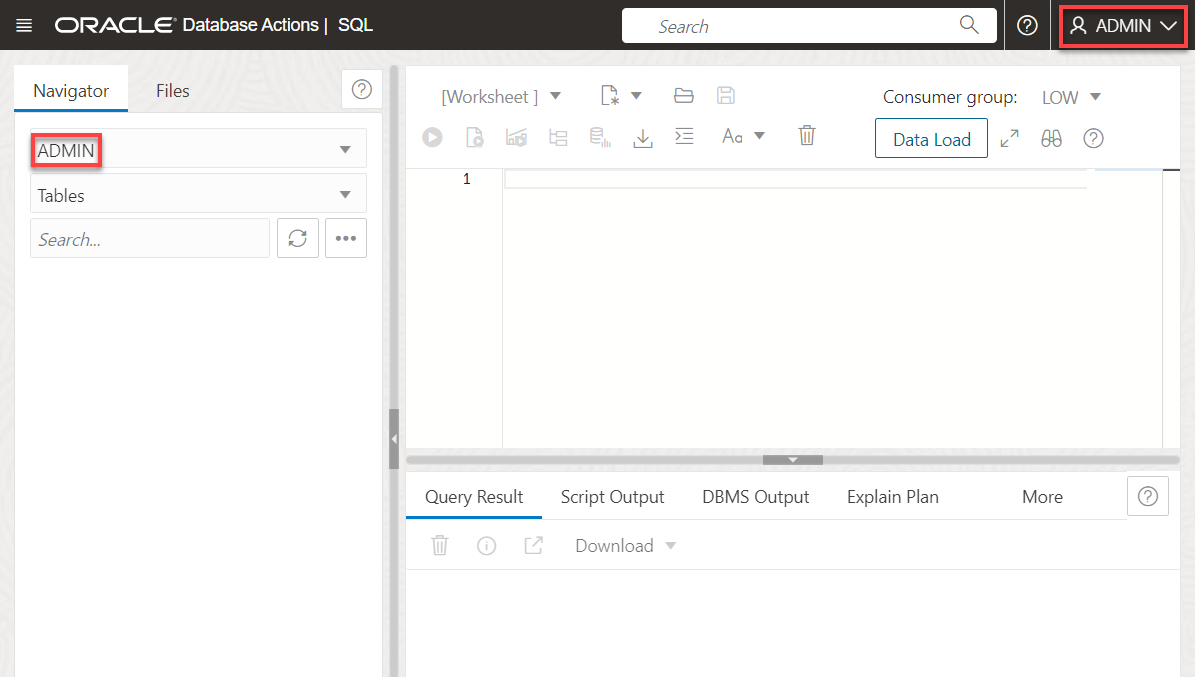 ORACLE® Database Actions | SQL
Search
ADMIN
Navigator
Files
ADMIN
Tables
Search...
[Worksheet ]
Consumer group:
LOW
Aa
Data Load
1
Query Result
Script Output
DBMS Output
Explain Plan
More
Download